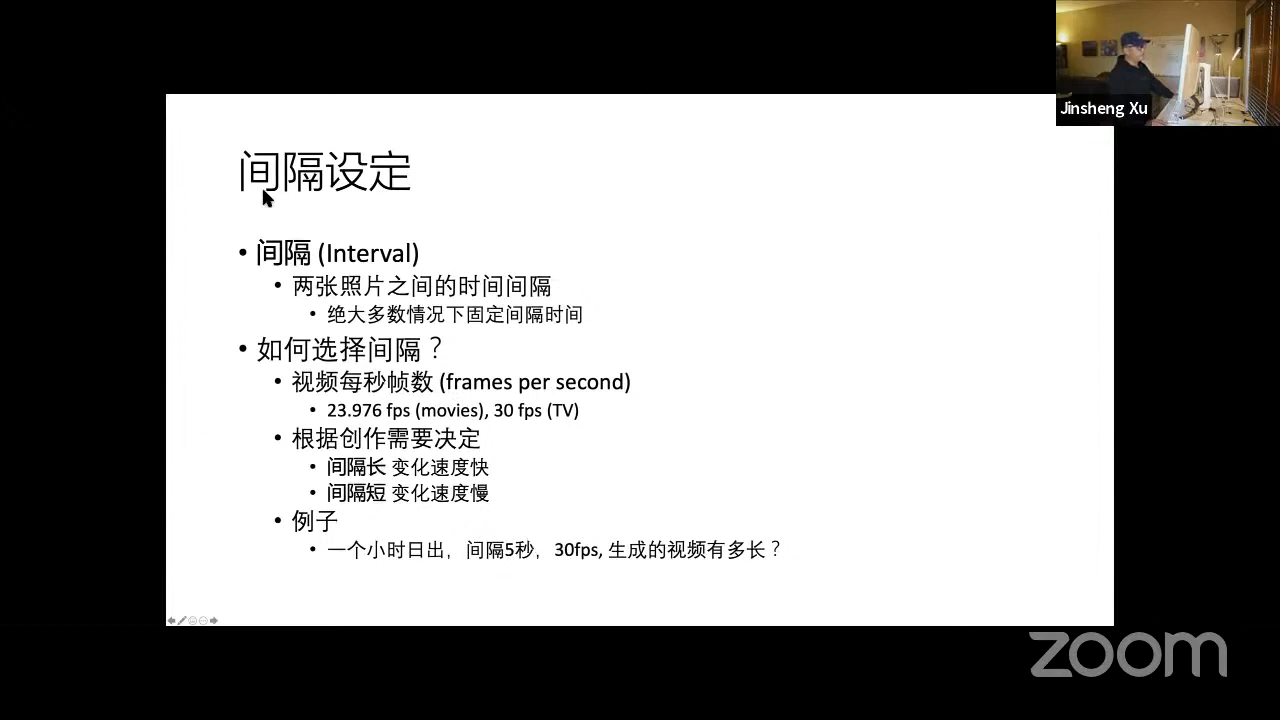 Jinsheng Xu
间隔设定
• 间隔 (Interval)
• 两张照片之间的时间间隔
• 绝大多数情况下固定间隔时间
• 如何选择间隔？
• 视频每秒帧数 (frames per second)
• 23.976 fps (movies), 30 fps (TV)
• 根据创作需要决定
• 间隔长 变化速度快
• 间隔短 变化速度慢
• 例子
• 一个小时日出，间隔5秒，30fps, 生成的视频有多长？
zoom